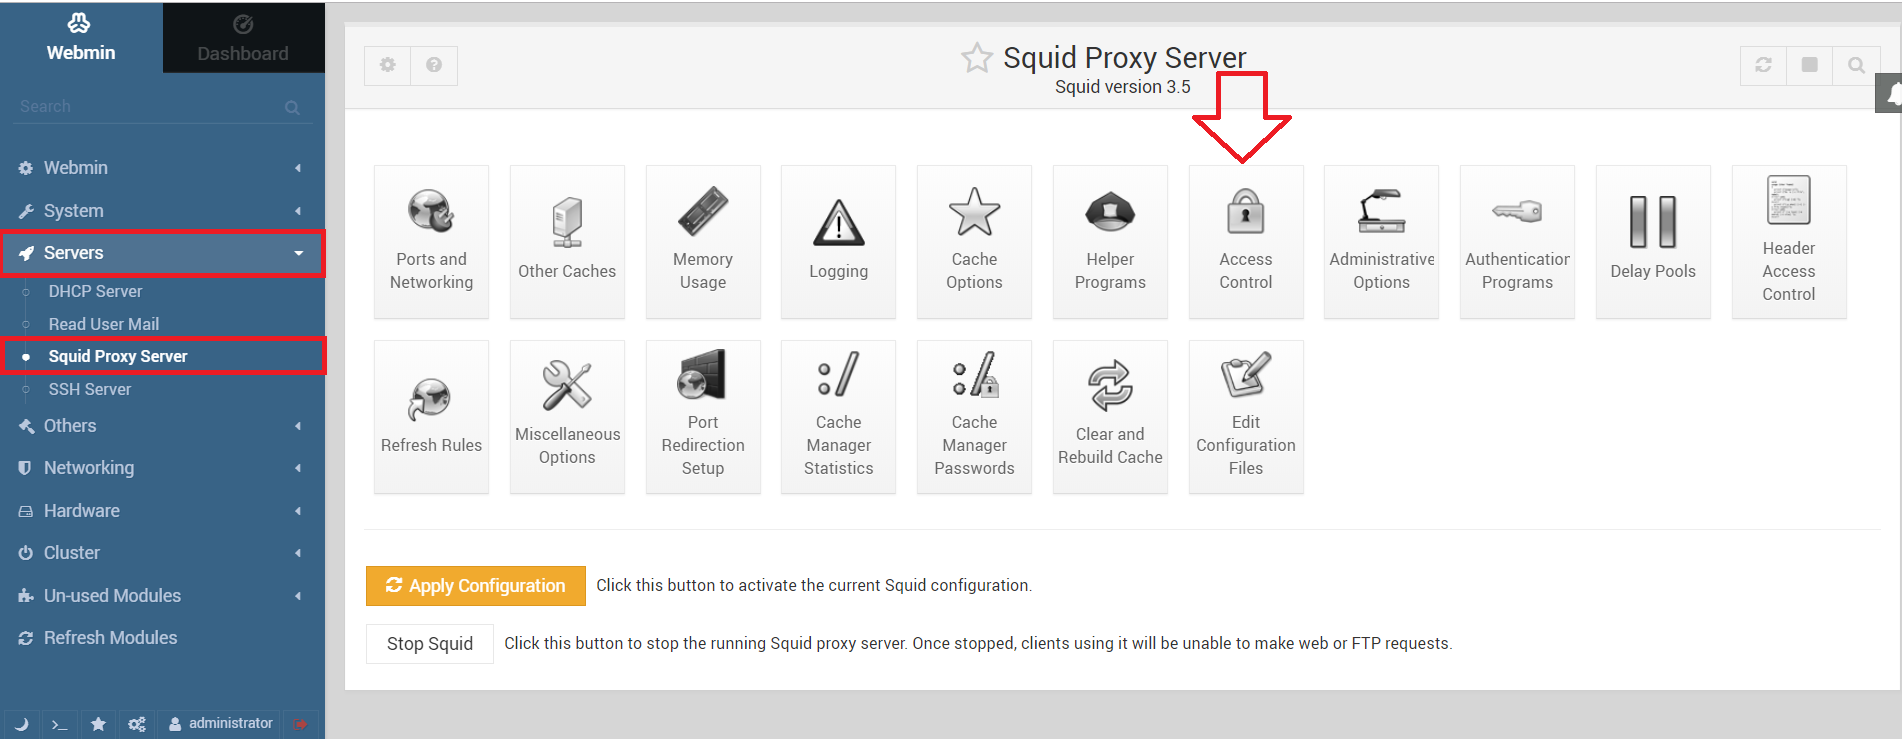 Webmin
Dashboard
Search
Webmin
System
Servers
DHCP Server
Read User Mail
Squid Proxy Server
SSH Server
Others
Networking
Hardware
Cluster
Un-used Modules
Refresh Modules
>_
administrator
Squid Proxy Server
Squid version 3.5
Ports and
Networking
Other Caches
Memory
Usage
Logging
Cache
Options
Helper
Programs
Access
Control
Administrative
Options
Authentication
Programs
Delay Pools
Header
Access
Control
Refresh Rules
Miscellaneous
Options
Port
Redirection
Setup
Cache
Manager
Statistics
Cache
Manager
Passwords
Clear and
Rebuild Cache
Edit
Configuration
Files
Apply Configuration Click this button to activate the current Squid configuration.
Stop Squid Click this button to stop the running Squid proxy server. Once stopped, clients using it will be unable to make web or FTP requests.